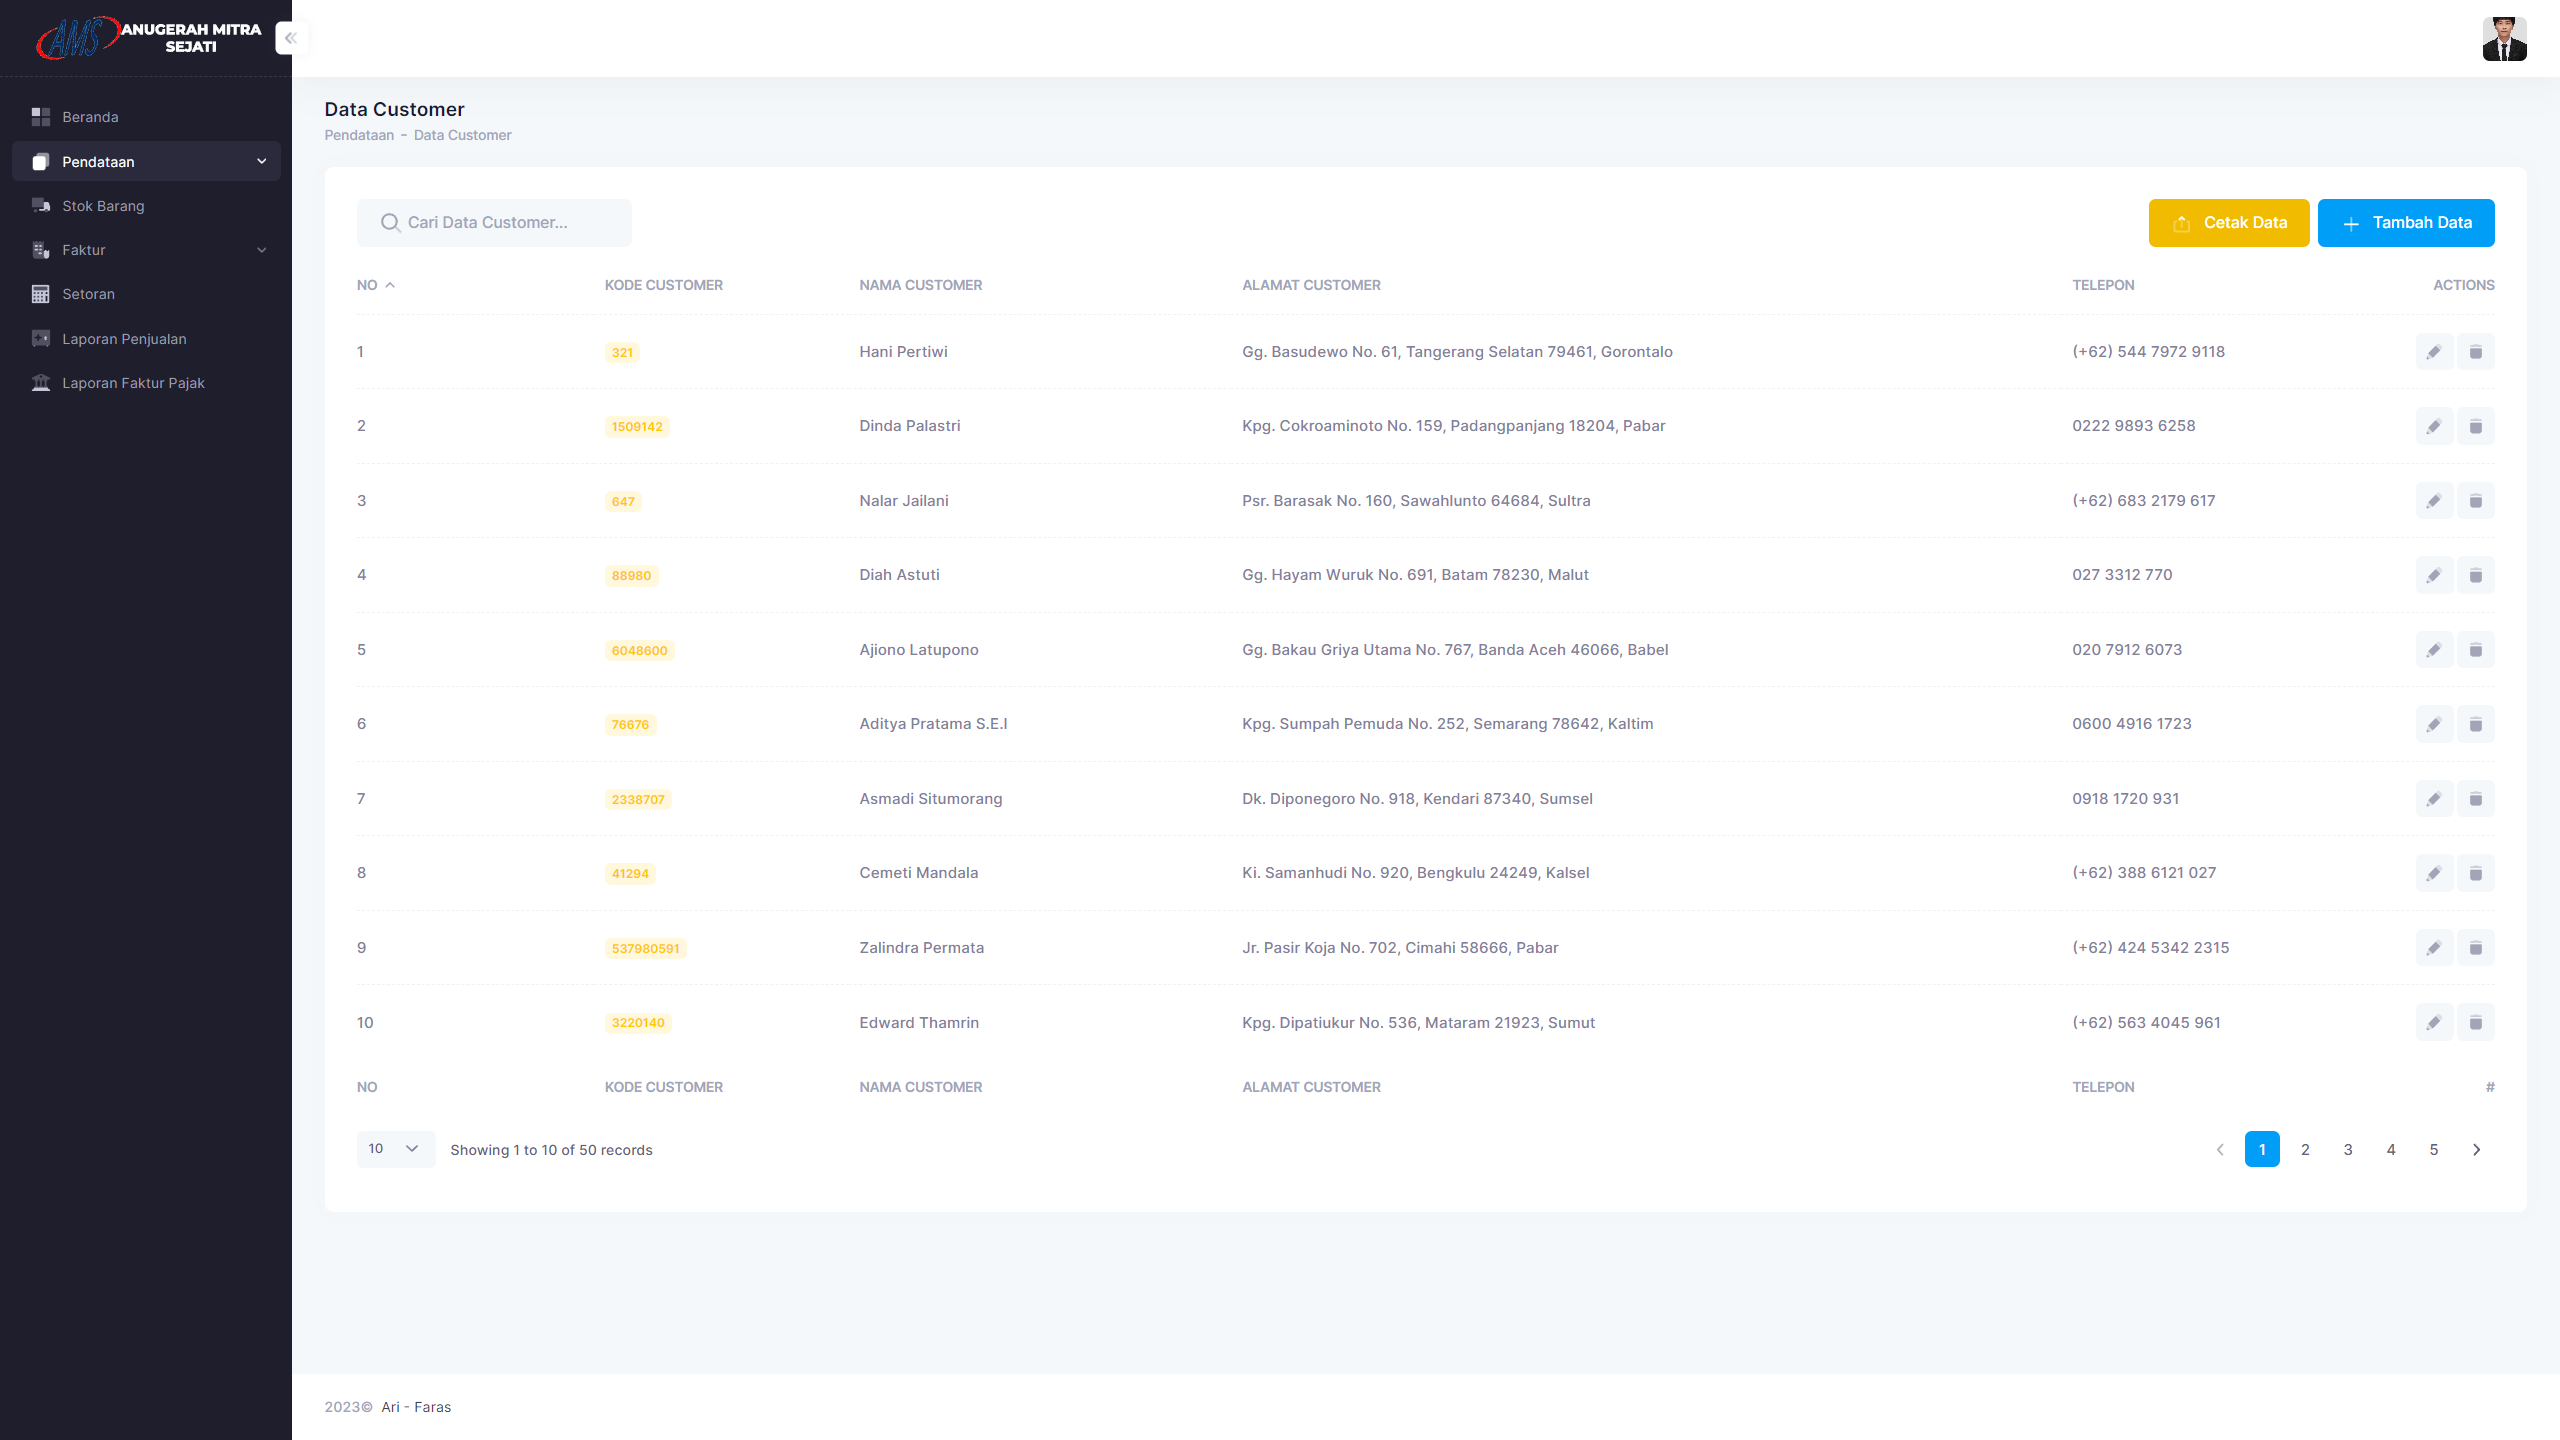 AMS ANUGERAH MITRA
SEJATI
Beranda
Pendataan
Stok Barang
Faktur
Setoran
Laporan Penjualan
Laporan Faktur Pajak
Data Customer
Pendataan - Data Customer
Cari Data Customer...
Cetak Data
Tambah Data
NO KODE CUSTOMER NAMA CUSTOMER ALAMAT CUSTOMER TELEPON ACTIONS
1 321 Hani Pertiwi Gg. Basudewo No. 61, Tangerang Selatan 79461, Gorontalo (+62) 544 7972 9118
2 1509142 Dinda Palastri Kpg. Cokroaminoto No. 159, Padangpanjang 18204, Pabar 0222 9893 6258
3 647 Nalar Jailani Psr. Barasak No. 160, Sawahlunto 64684, Sultra (+62) 683 2179 617
4 88980 Diah Astuti Gg. Hayam Wuruk No. 691, Batam 78230, Malut 027 3312 770
5 6048600 Ajiono Latupono Gg. Bakau Griya Utama No. 767, Banda Aceh 46066, Babel 020 7912 6073
6 76676 Aditya Pratama S.E.I Kpg. Sumpah Pemuda No. 252, Semarang 78642, Kaltim 0600 4916 1723
7 2338707 Asmadi Situmorang Dk. Diponegoro No. 918, Kendari 87340, Sumsel 0918 1720 931
8 41294 Cemeti Mandala Ki. Samanhudi No. 920, Bengkulu 24249, Kalsel (+62) 388 6121 027
9 537980591 Zalindra Permata Jr. Pasir Koja No. 702, Cimahi 58666, Pabar (+62) 424 5342 2315
10 3220140 Edward Thamrin Kpg. Dipatiukur No. 536, Mataram 21923, Sumut (+62) 563 4045 961
NO KODE CUSTOMER NAMA CUSTOMER ALAMAT CUSTOMER TELEPON #
10 Showing 1 to 10 of 50 records 1 2 3 4 5
2023© Ari - Faras